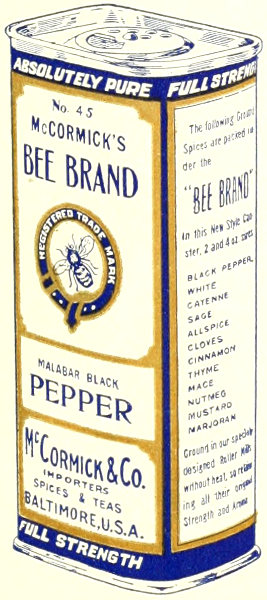 ABSOLUTELY PURE
No. 45
McCORMICK'S
BEE BRAND
REGISTERED TRADE MARK
MALABAR BLACK
PEPPER
McCORMICK & Co.
IMPORTERS
SPICES & TEAS
BALTIMORE, U.S.A.
FULL STRENGTH
FULL STRENGTH
The following Ground
Spices are packed un
der the
"BEE BRAND"
in this New Style Can
ister, 2 and 4 oz. sizes
BLACK PEPPER
WHITE
CAYENNE
SAGE
ALLSPICE
CLOVES
CINNAMON
THYME
MACE
NUTMEG
MUSTARD
MARJORAM
Ground in our specially
designed Roller Mills
without heat, so retain
ing all their original
Strength and Aroma